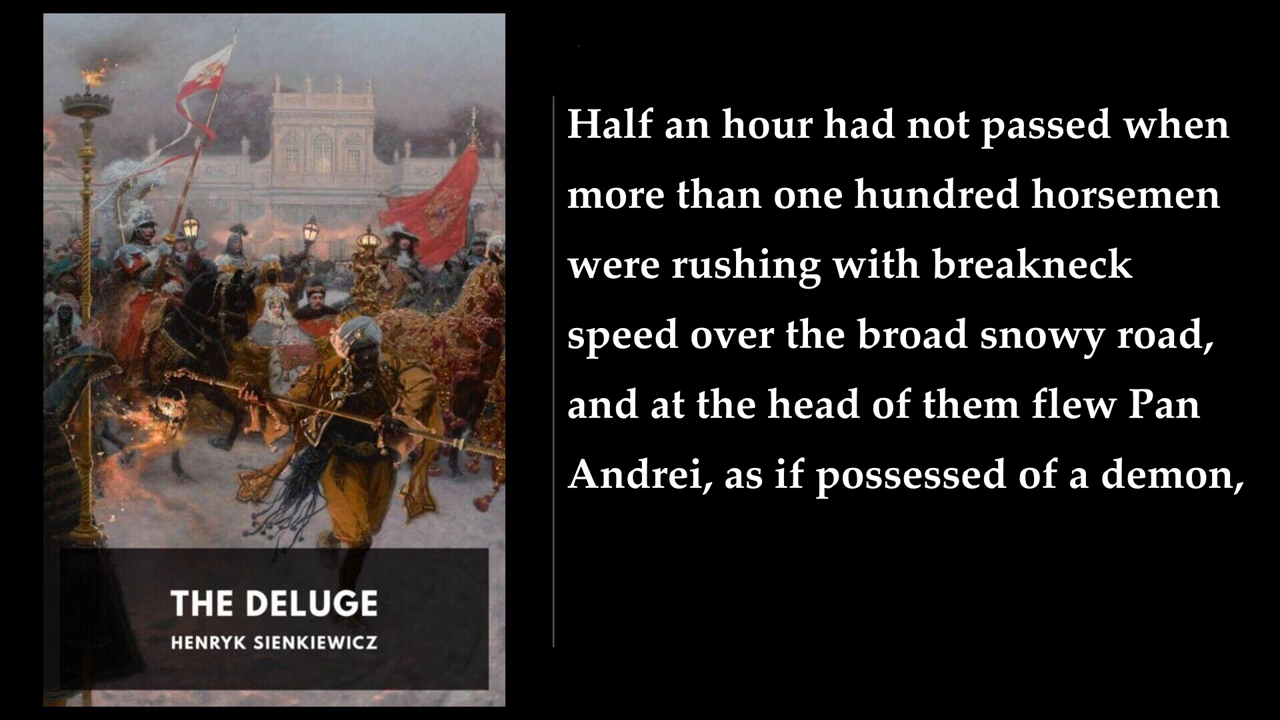 THE DELUGE
HENRYK SIENKIEWICZ
Half an hour had not passed when
more than one hundred horsemen
were rushing with breakneck
speed over the broad snowy road,
and at the head of them flew Pan
Andrei, as if possessed of a demon,